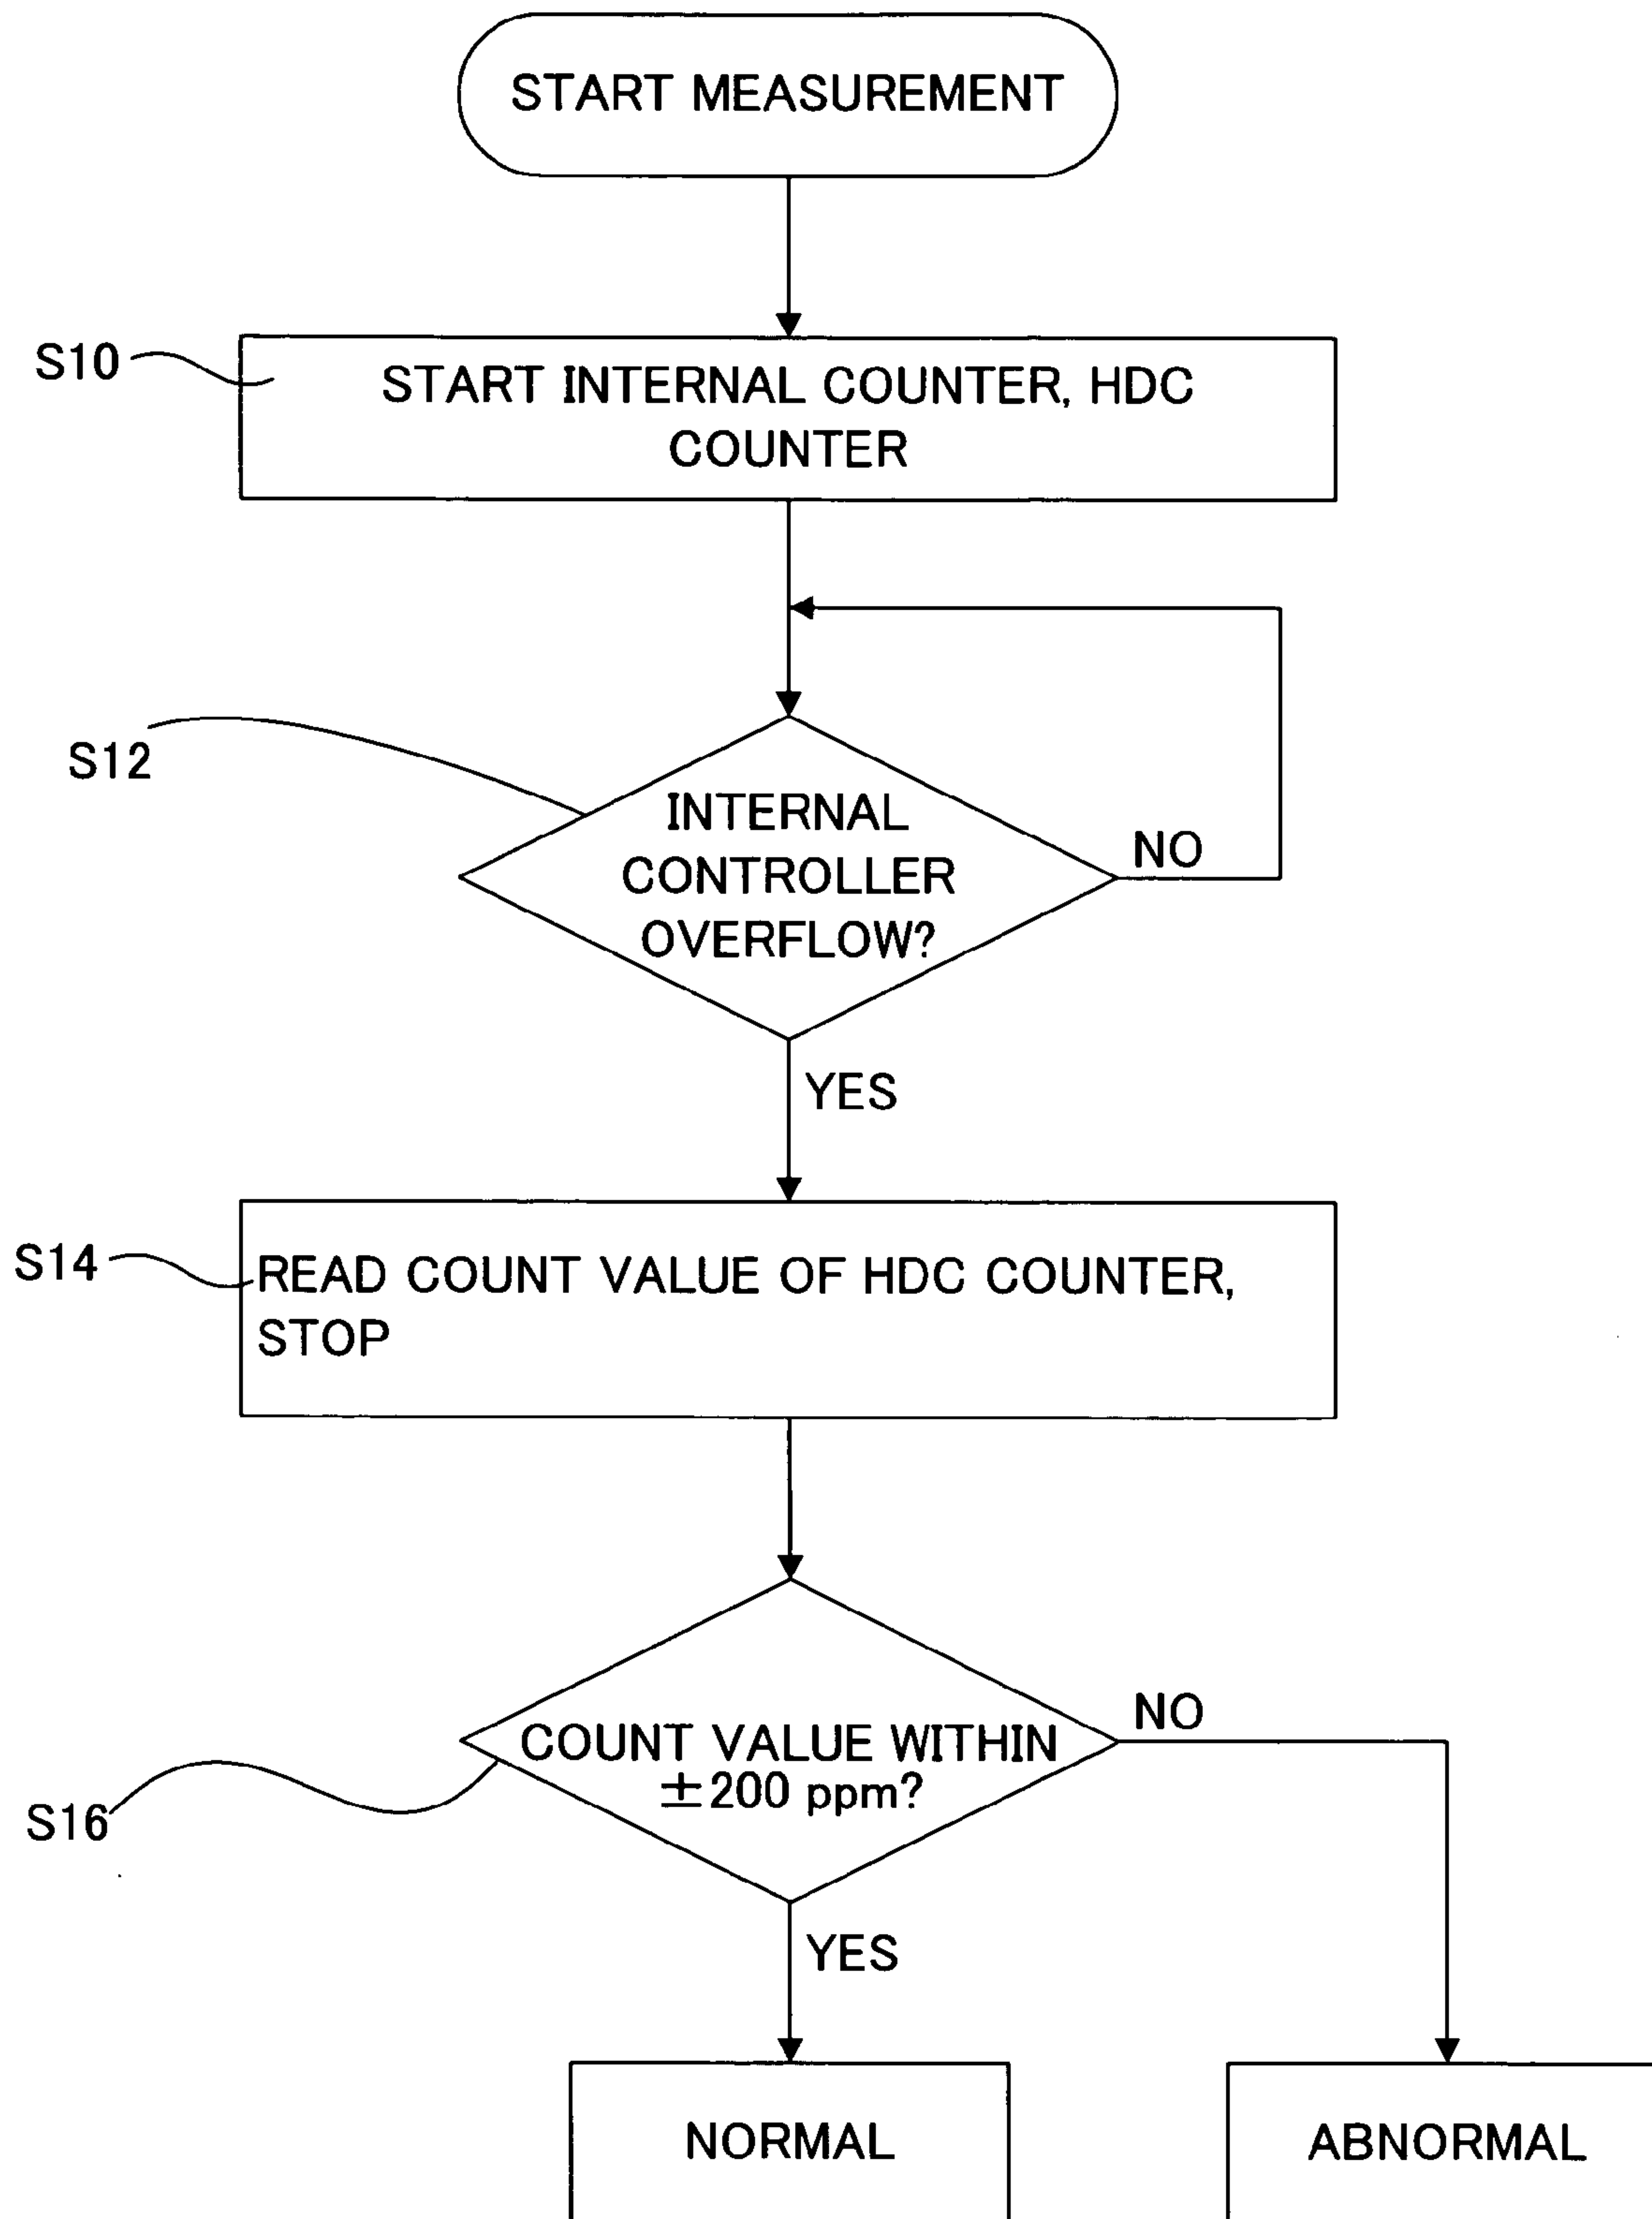 START MEASUREMENT
S10
START INTERNAL COUNTER, HDC
COUNTER
S12
INTERNAL
CONTROLLER
OVERFLOW?
NO
YES
S14
READ COUNT VALUE OF HDC COUNTER,
STOP
S16
COUNT VALUE WITHIN
±200 ppm?
NO
YES
NORMAL
ABNORMAL